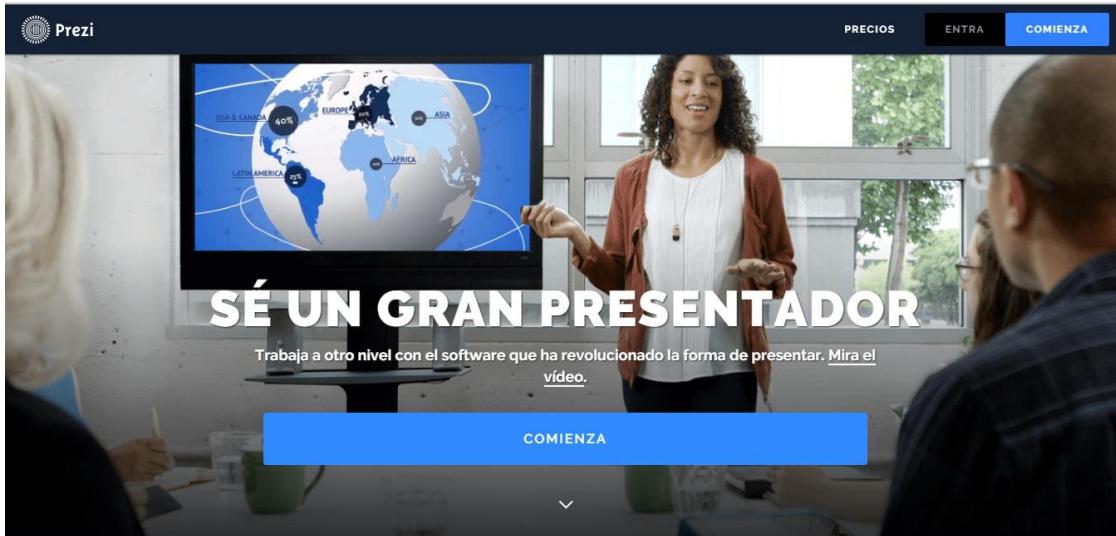 Prezi
PRECIOS
ENTRA
COMIENZA
USA & CANADA
40%
EUROPE
ASIA
AFRICA
LATIN AMERICA
25%
SÉ UN GRAN PRESENTADOR
Trabaja a otro nivel con el software que ha revolucionado la forma de presentar. Mira el
vídeo.
COMIENZA